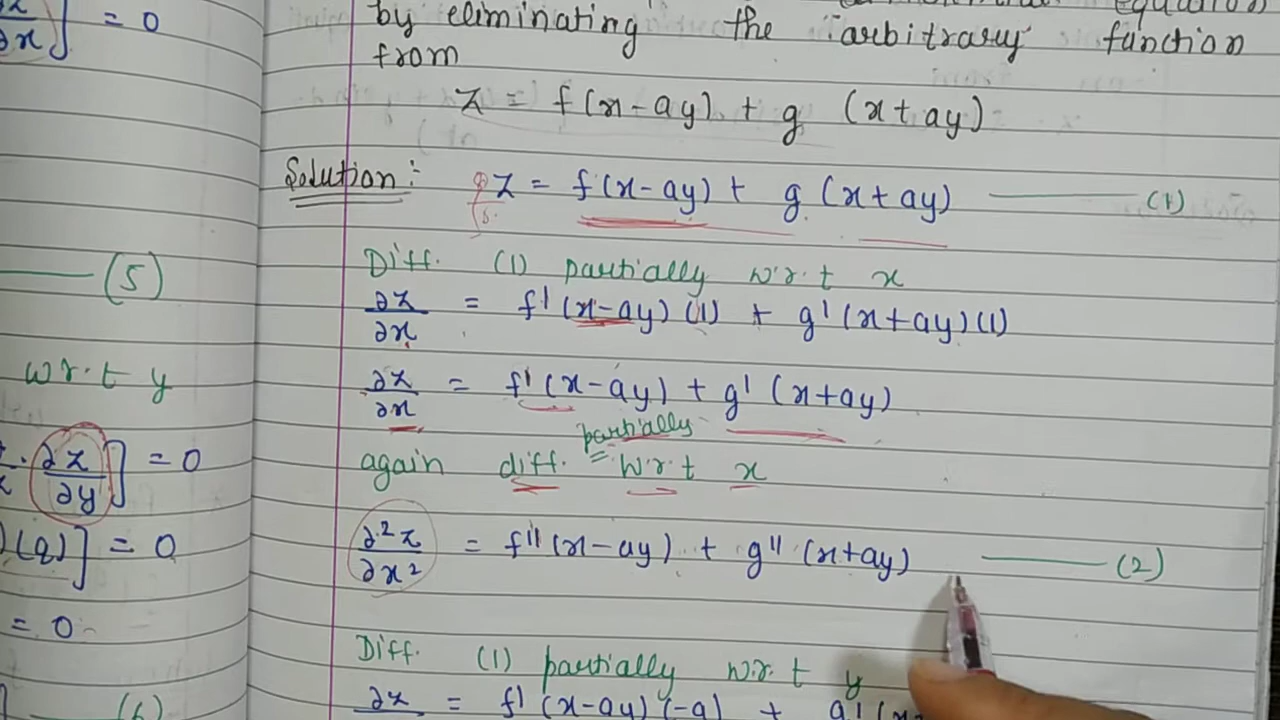 ∂x] = 0
equation
by eliminating the arbitrary function
from
z = f(x-ay) + g (x+ay)
Solution: z = f(x-ay) + g (x+ay) —— (1)
Diff. (1) partially w.r.t x
—— (5)
∂z/∂x = f'(x-ay)(1) + g'(x+ay)(1)
w.r.t y
∂z/∂x = f'(x-ay) + g'(x+ay)
partially
again diff. w.r.t x
∂z/∂y] = 0
(q)] = 0
∂²z/∂x² = f''(x-ay) + g''(x+ay) —— (2)
= 0
Diff. (1) partially w.r.t y
(6)
∂z = f'(x-ay)(-a) + g'(